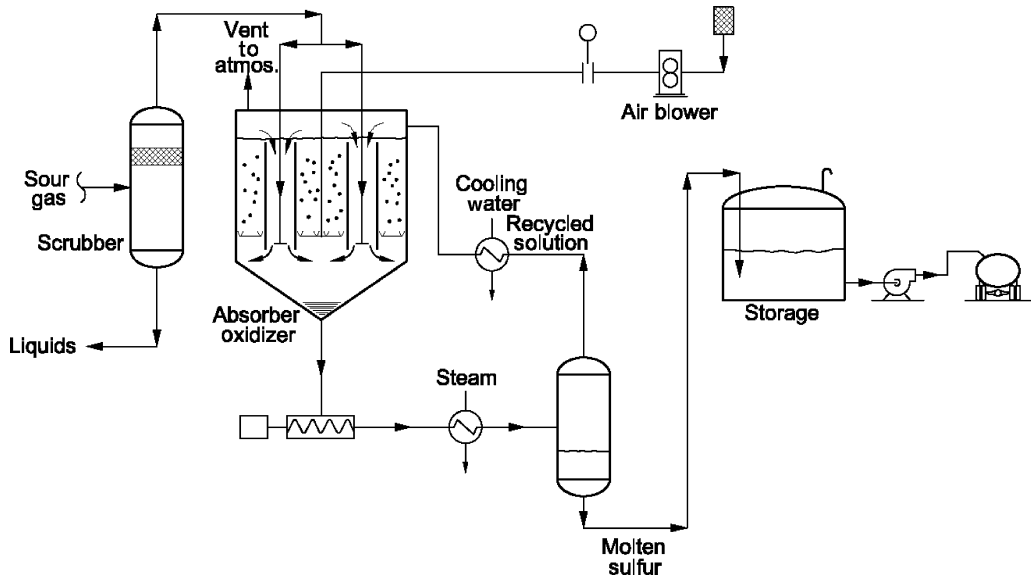 Vent
to
atmos.
Air blower
Sour
gas
Scrubber
Cooling
water
Recycled
solution
Storage
Absorber
oxidizer
Liquids
Steam
Molten
sulfur